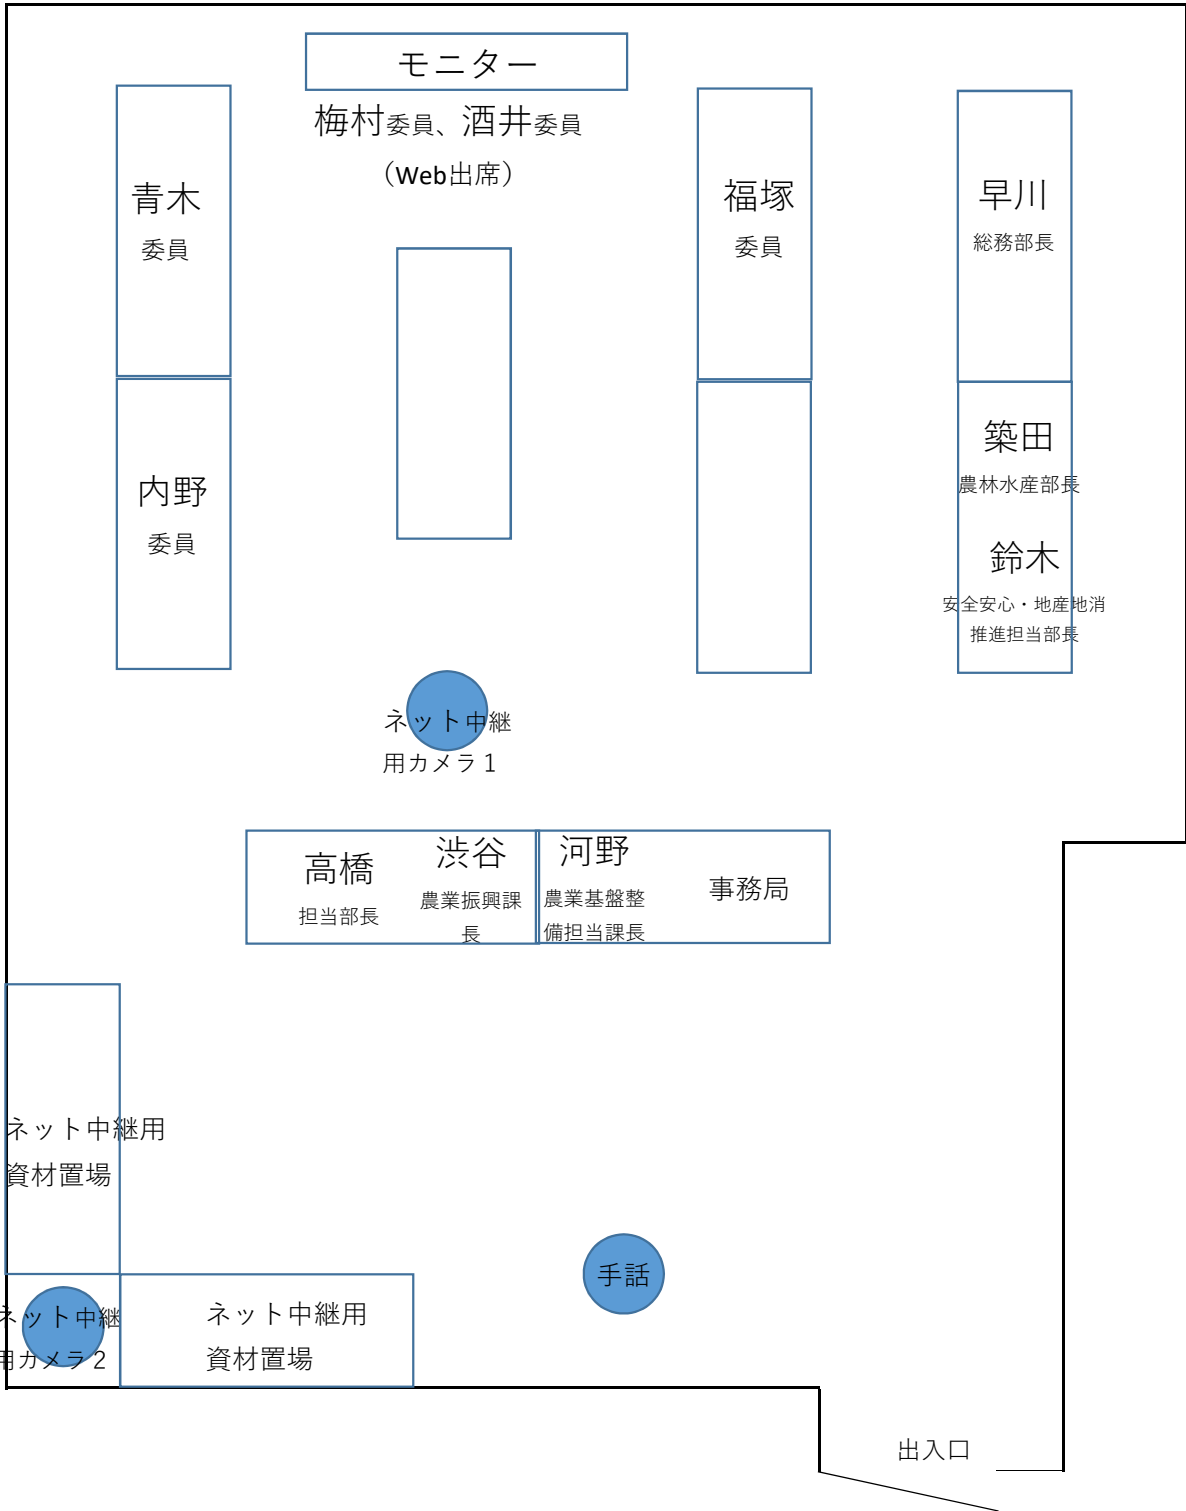 モニター
梅村委員、酒井委員
（Web出席）
青木
委員
内野
委員
福塚
委員
早川
総務部長
築田
農林水産部長
鈴木
安全安心・地産地消
推進担当部長
ネット中継
用カメラ１
高橋
担当部長
渋谷
農業振興課
長
河野
農業基盤整
備担当課長
事務局
ネット中継用
資材置場
手話
ネット中継
用カメラ２
ネット中継用
資材置場
出入口